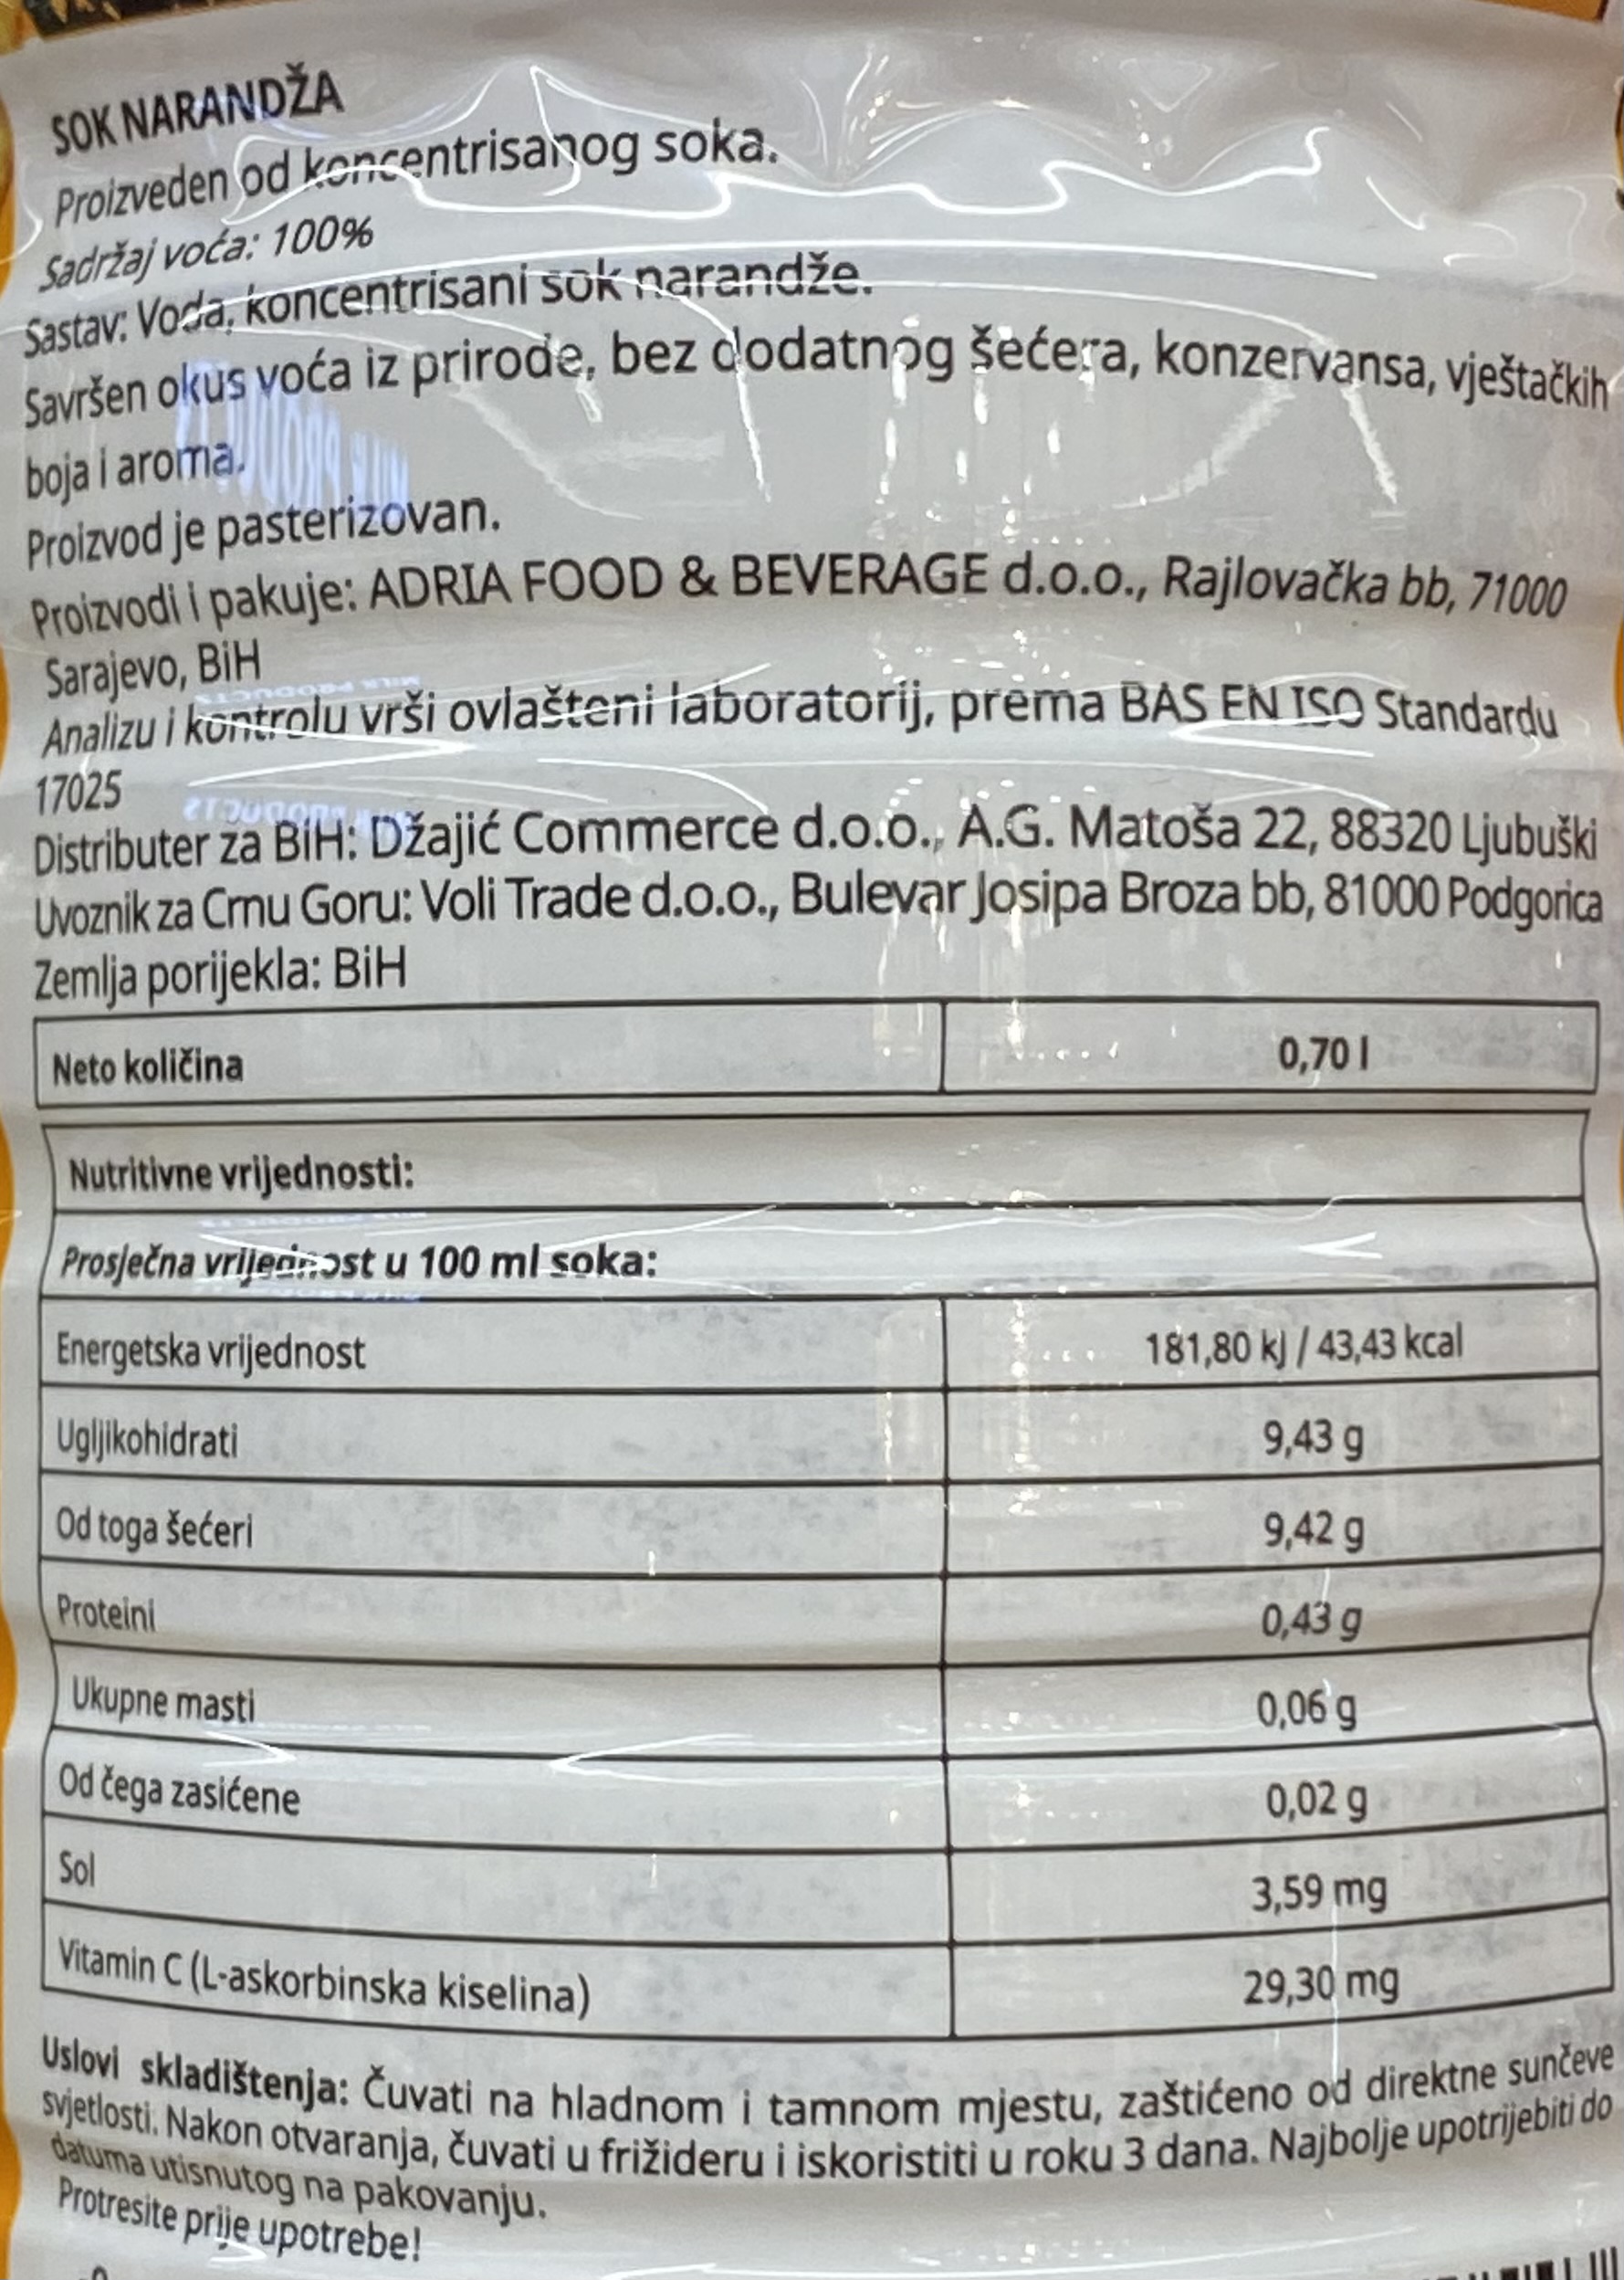 SOK NARANDŽA
Proizveden od koncentrisanog soka.
Sadržaj voća: 100%
Sastav: Voda, koncentrisani sok narandže.
Savršen okus voća iz prirode, bez dodatnog šećera, konzervansa, vještačkih
boja i aroma.
Proizvod je pasterizovan.
Proizvodi i pakuje: ADRIA FOOD & BEVERAGE d.o.o., Rajlovačka bb, 71000
Sarajevo, BiH
Analizu i kontrolu vrši ovlašteni laboratorij, prema BAS EN ISO Standardu
17025
Distributer za BiH: Džajić Commerce d.o.o., A.G. Matoša 22, 88320 Ljubuški
Uvoznik za Crnu Goru: Voli Trade d.o.o., Bulevar Josipa Broza bb, 81000 Podgorica
Zemlja porijekla: BiH
Neto količina 0,70 l
Nutritivne vrijednosti:
Prosječna vrijednost u 100 ml soka:
Energetska vrijednost 181,80 kJ / 43,43 kcal
Ugljikohidrati 9,43 g
Od toga šećeri 9,42 g
Proteini 0,43 g
Ukupne masti 0,06 g
Od čega zasićene 0,02 g
Sol 3,59 mg
Vitamin C (L-askorbinska kiselina) 29,30 mg
Uslovi skladištenja: Čuvati na hladnom i tamnom mjestu, zaštićeno od direktne sunčeve
svjetlosti. Nakon otvaranja, čuvati u frižideru i iskoristiti u roku 3 dana. Najbolje upotrijebiti do
datuma utisnutog na pakovanju.
Protresite prije upotrebe!